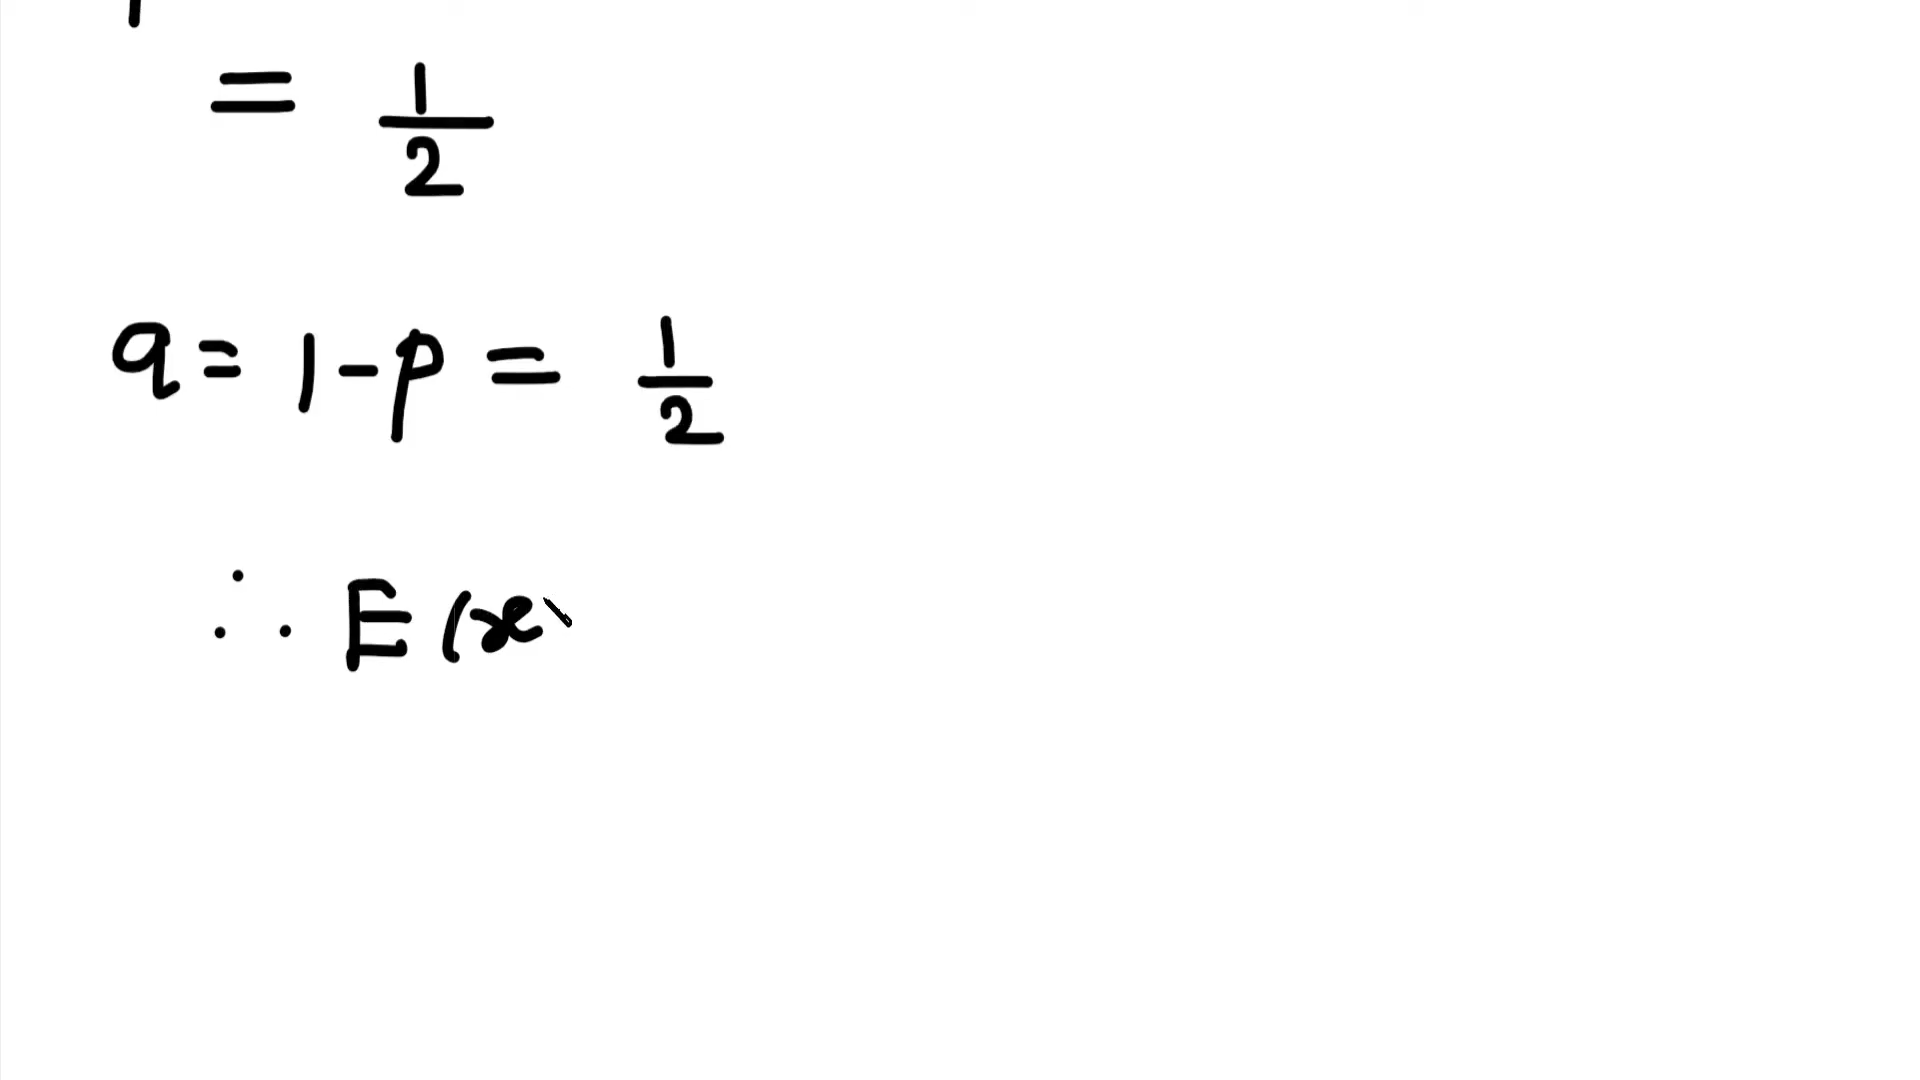 = 1/2
q = 1 - p = 1/2
∴ E(x